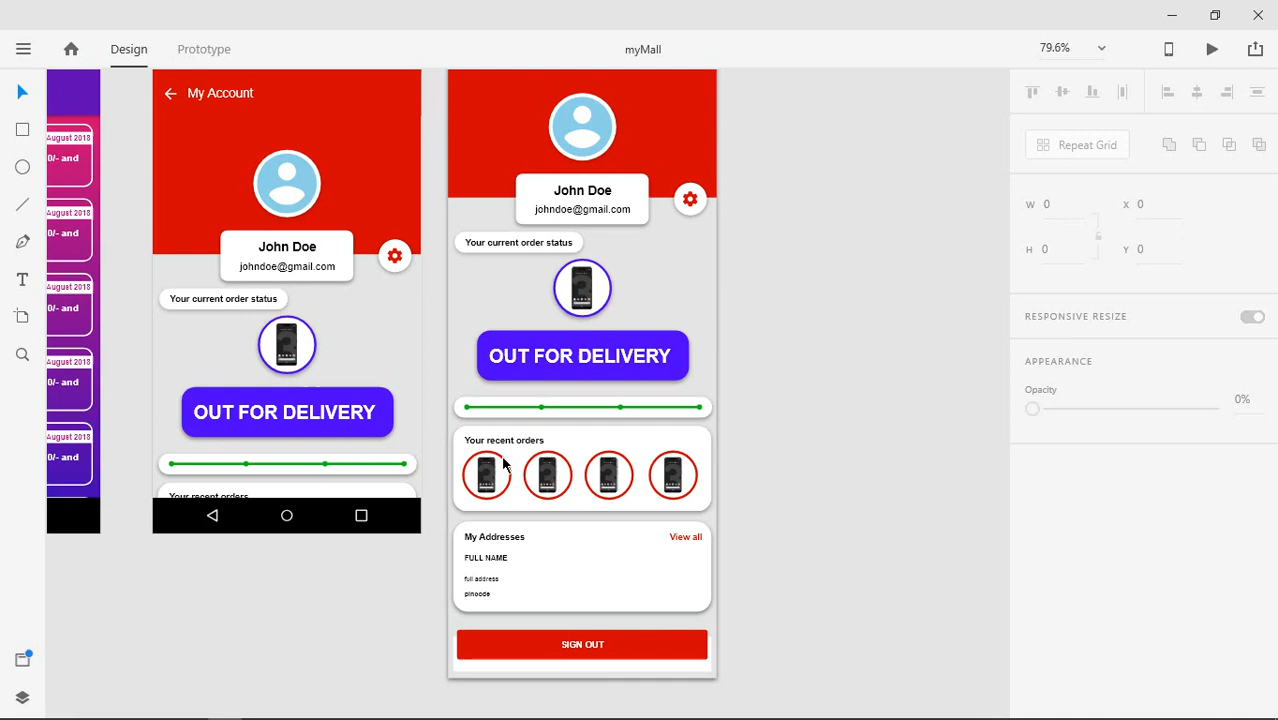 Design
Prototype
myMall
79.6%
August 2018
0/- and
August 2018
0/- and
August 2018
0/- and
August 2018
0/- and
August 2018
0/- and
My Account
John Doe
johndoe@gmail.com
Your current order status
OUT FOR DELIVERY
Your recent orders
John Doe
johndoe@gmail.com
Your current order status
OUT FOR DELIVERY
Your recent orders
My Addresses
View all
FULL NAME
full address
pincode
SIGN OUT
Repeat Grid
W 0
X 0
H 0
Y 0
RESPONSIVE RESIZE
APPEARANCE
Opacity
0%